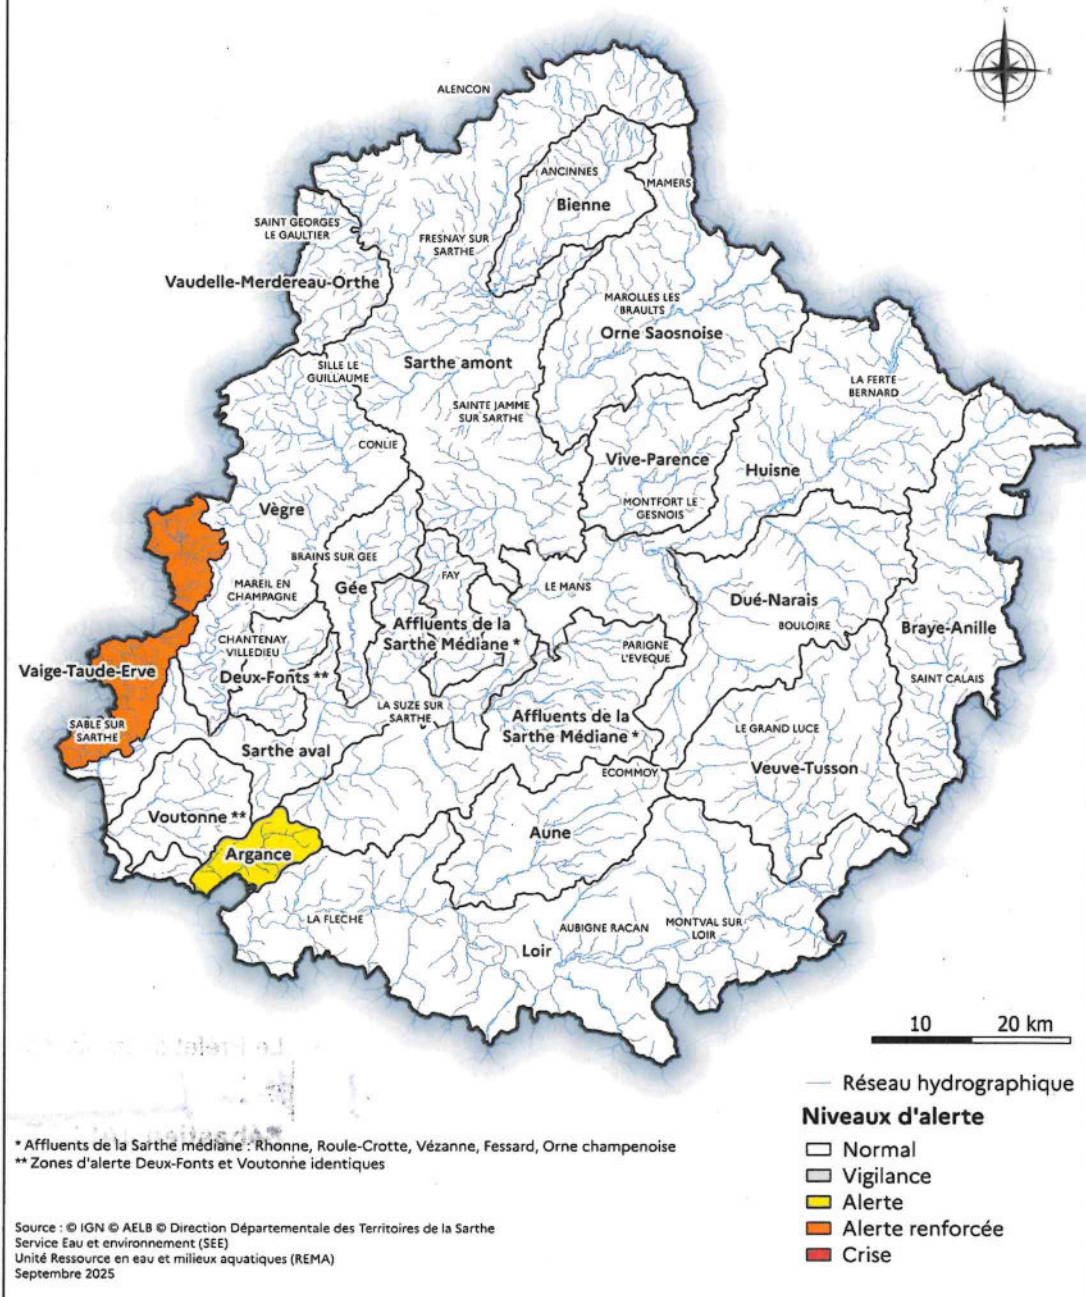 N
O
E
S
ALENCON
ANCINNES
MAMERS
Bienne
SAINT GEORGES
LE GAULTIER
FRESNAY SUR
SARTHE
Vaudelle-Merdereau-Orthe
MAROLLES LES
BRAULTS
Orne Saosnoise
SILLE LE
GUILLAUME
Sarthe amont
LA FERTE
BERNARD
SAINTE JAMME
SUR SARTHE
CONLIE
Vive-Parence
Huisne
MONTFORT LE
GESNOIS
Vègre
BRAINS SUR GEE
FAY
LE MANS
MAREIL EN
CHAMPAGNE
Gée
Dué-Narais
BOULOIRE
Affluents de la
Sarthe Médiane *
Braye-Anille
CHANTENAY
VILLEDIEU
PARIGNE
L'EVEQUE
Vaige-Taude-Erve
Deux-Fonts **
SAINT CALAIS
LA SUZE SUR
SARTHE
SABLE SUR
SARTHE
Affluents de la
Sarthe Médiane *
LE GRAND LUCE
Sarthe aval
ECOMMOY
Veuve-Tusson
Voutonne **
Aune
Argance
LA FLECHE
AUBIGNE RACAN
MONTVAL SUR
LOIR
Loir
10 20 km
Réseau hydrographique
Niveaux d'alerte
Normal
Vigilance
Alerte
Alerte renforcée
Crise
* Affluents de la Sarthe médiane : Rhonne, Roule-Crotte, Vézanne, Fessard, Orne champenoise
** Zones d'alerte Deux-Fonts et Voutonne identiques
Source : © IGN © AELB © Direction Départementale des Territoires de la Sarthe
Service Eau et environnement (SEE)
Unité Ressource en eau et milieux aquatiques (REMA)
Septembre 2025